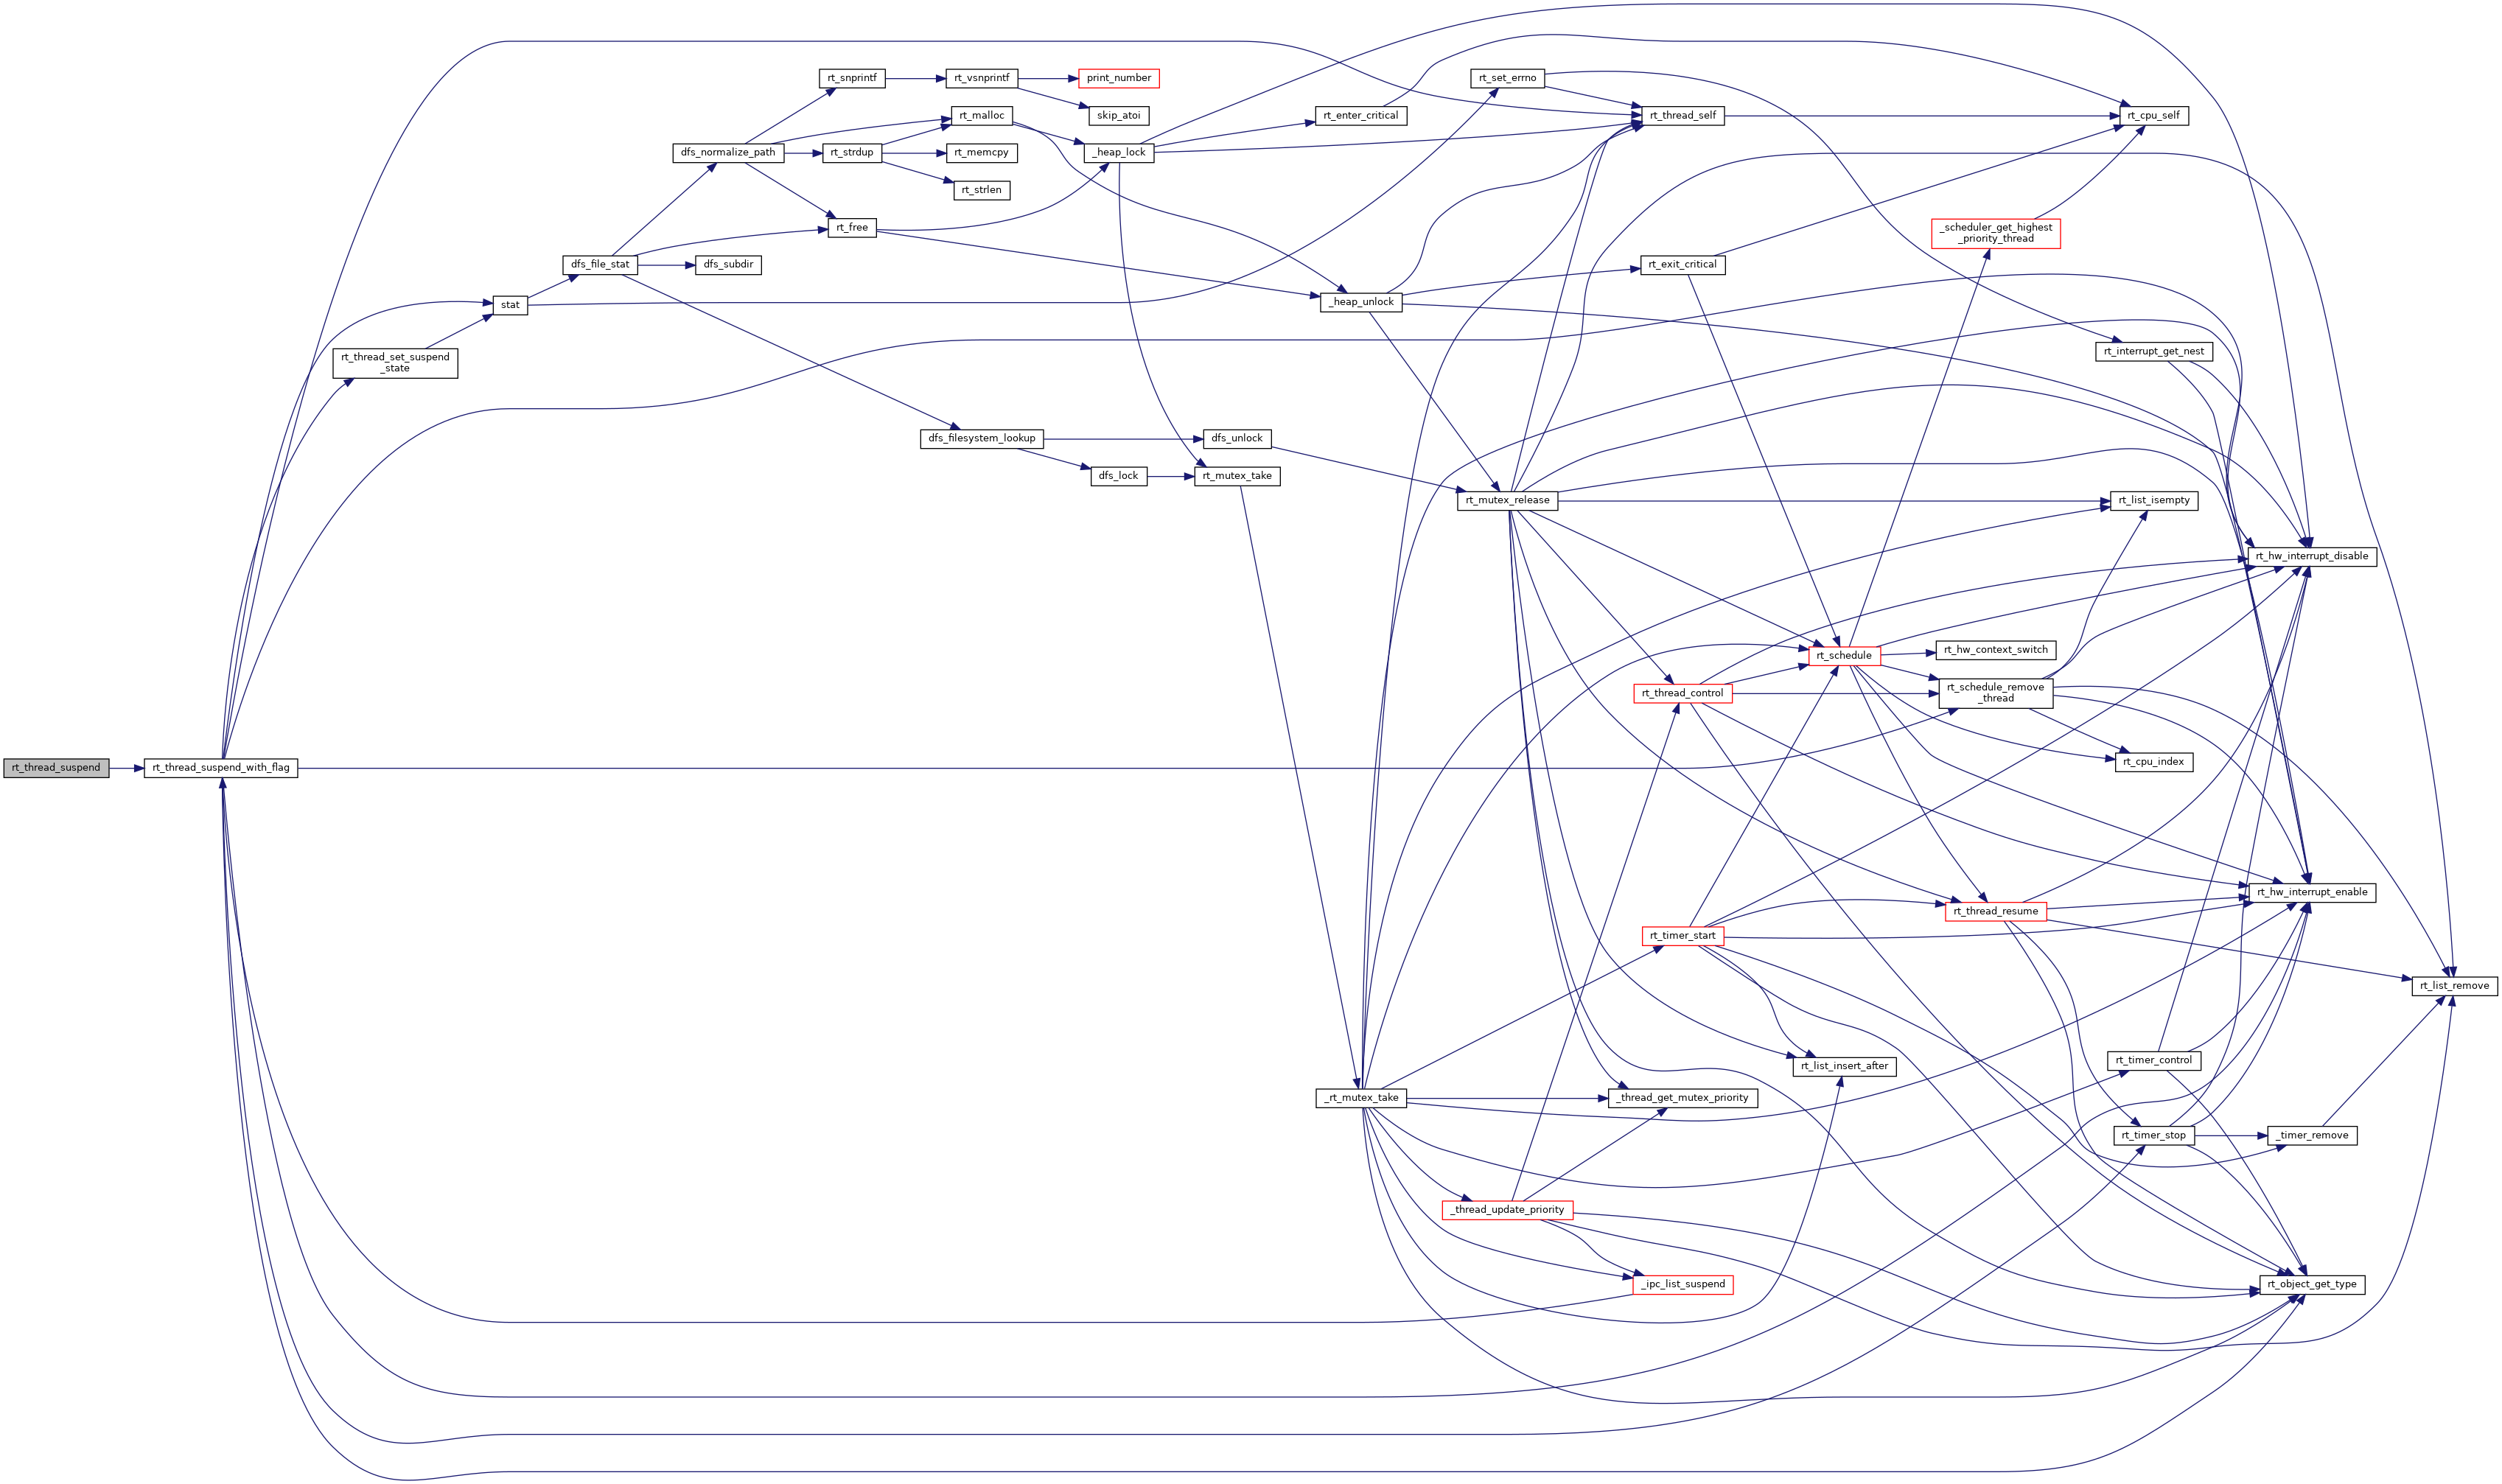 rt_thread_suspend
rt_thread_suspend_with_flag
rt_thread_set_suspend
_state
stat
dfs_file_stat
dfs_normalize_path
rt_snprintf
rt_strdup
rt_free
dfs_subdir
dfs_filesystem_lookup
rt_vsnprintf
rt_malloc
rt_memcpy
rt_strlen
print_number
skip_atoi
_heap_lock
dfs_unlock
dfs_lock
rt_mutex_take
rt_enter_critical
_heap_unlock
_rt_mutex_take
rt_set_errno
rt_mutex_release
_thread_update_priority
rt_thread_self
rt_exit_critical
rt_thread_control
rt_timer_start
_thread_get_mutex_priority
_ipc_list_suspend
rt_schedule
rt_list_insert_after
_scheduler_get_highest
_priority_thread
rt_hw_context_switch
rt_schedule_remove
_thread
rt_thread_resume
rt_cpu_self
rt_interrupt_get_nest
rt_list_isempty
rt_cpu_index
rt_timer_control
rt_timer_stop
rt_hw_interrupt_disable
rt_hw_interrupt_enable
_timer_remove
rt_object_get_type
rt_list_remove